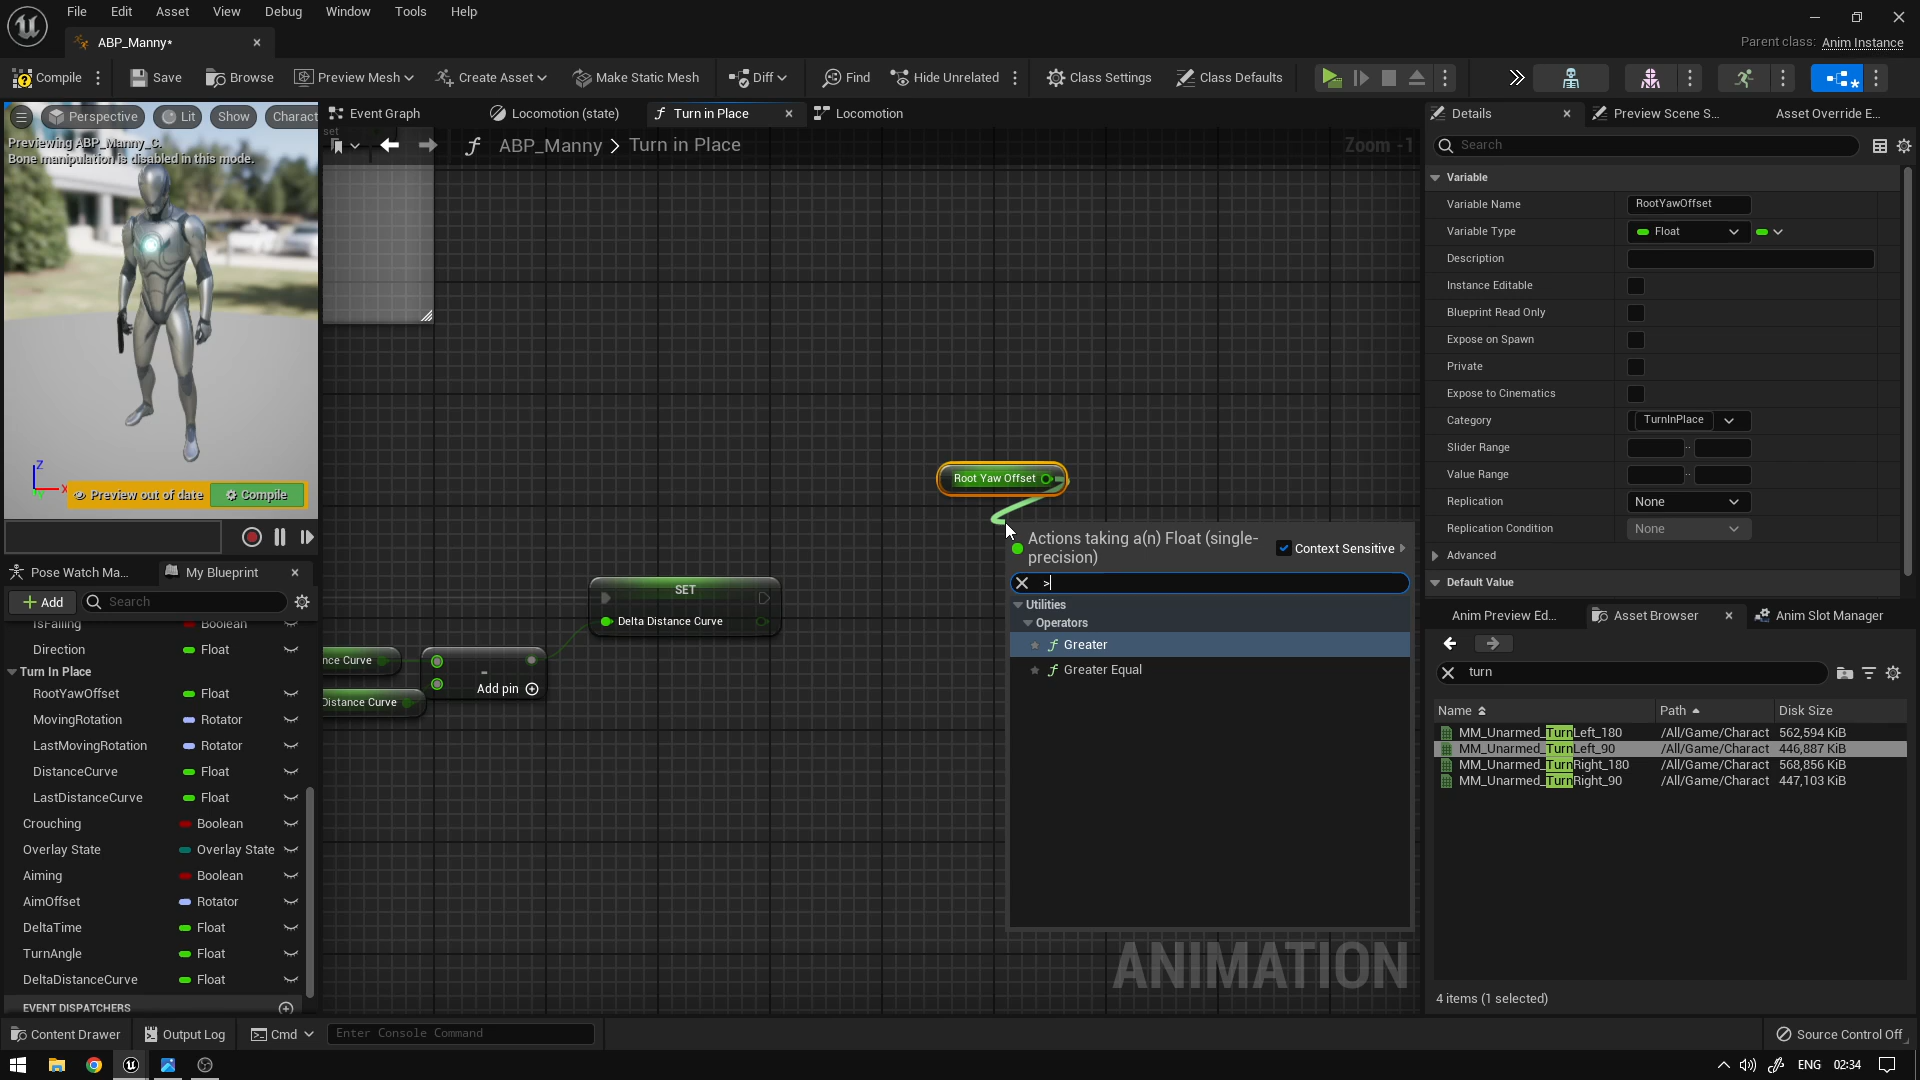 File Edit Asset View Debug Window Tools Help
ABP_Manny*
Parent class: Anim Instance
Compile Save Browse Preview Mesh Create Asset Make Static Mesh Diff Find Hide Unrelated Class Settings Class Defaults
Perspective Lit Show Charact
Previewing ABP_Manny_C.
Bone manipulation is disabled in this mode.
Z
X
Preview out of date Compile
Event Graph Locomotion (state) Turn in Place Locomotion
set
ABP_Manny > Turn in Place
Zoom -1
Root Yaw Offset
SET
Delta Distance Curve
nce Curve
-
Add pin
Distance Curve
Actions taking a(n) Float (single-
precision)
Context Sensitive
>
Utilities
Operators
Greater
Greater Equal
ANIMATION
Pose Watch Ma... My Blueprint
Add Search
IsFalling Boolean
Direction Float
Turn In Place
RootYawOffset Float
MovingRotation Rotator
LastMovingRotation Rotator
DistanceCurve Float
LastDistanceCurve Float
Crouching Boolean
Overlay State Overlay State
Aiming Boolean
AimOffset Rotator
DeltaTime Float
TurnAngle Float
DeltaDistanceCurve Float
EVENT DISPATCHERS
Details Preview Scene S... Asset Override E...
Search
Variable
Variable Name RootYawOffset
Variable Type Float
Description
Instance Editable
Blueprint Read Only
Expose on Spawn
Private
Expose to Cinematics
Category TurnInPlace
Slider Range
Value Range
Replication None
Replication Condition None
Advanced
Default Value
Anim Preview Ed... Asset Browser Anim Slot Manager
turn
Name Path Disk Size
MM_Unarmed_TurnLeft_180 /All/Game/Charact 562,594 KiB
MM_Unarmed_TurnLeft_90 /All/Game/Charact 446,887 KiB
MM_Unarmed_TurnRight_180 /All/Game/Charact 568,856 KiB
MM_Unarmed_TurnRight_90 /All/Game/Charact 447,103 KiB
4 items (1 selected)
Content Drawer Output Log Cmd Enter Console Command Source Control Off
ENG 02:34